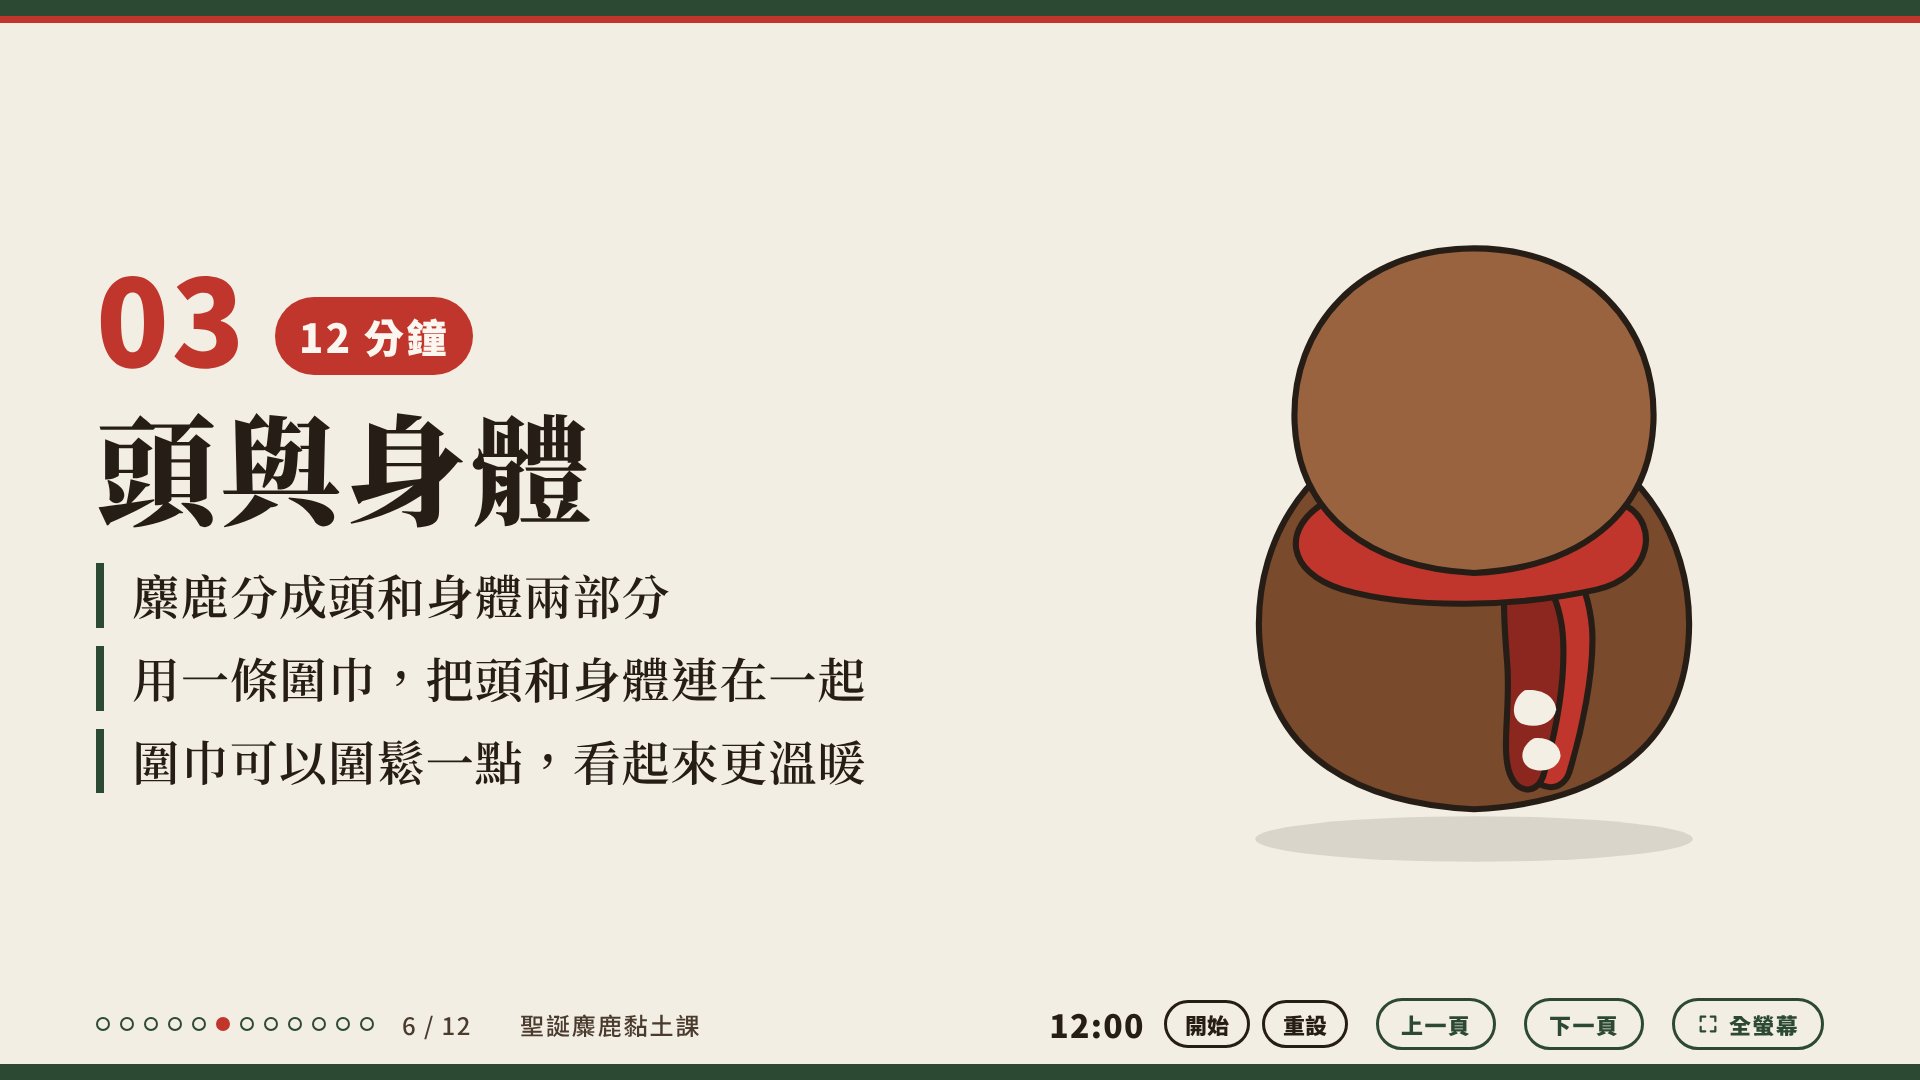 03
12 分鐘
頭與身體
麋鹿分成頭和身體兩部分
用一條圍巾，把頭和身體連在一起
圍巾可以圍鬆一點，看起來更溫暖
6 / 12
聖誕麋鹿黏土課
12:00
開始
重設
上一頁
下一頁
全螢幕